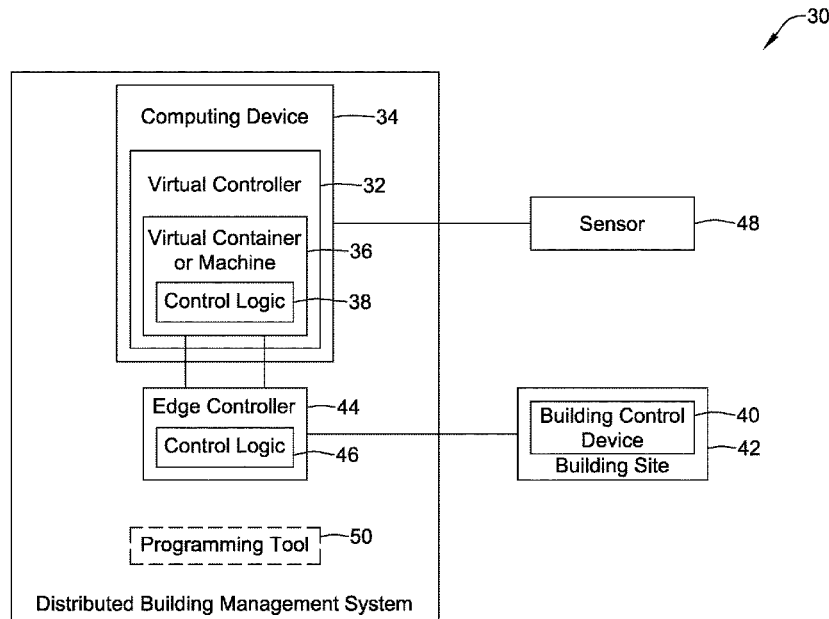 30
Computing Device
34
Virtual Controller
32
Virtual Container
or Machine
36
Control Logic
38
Sensor
48
Edge Controller
44
Control Logic
46
Building Control
Device
40
Building Site
42
Programming Tool
50
Distributed Building Management System